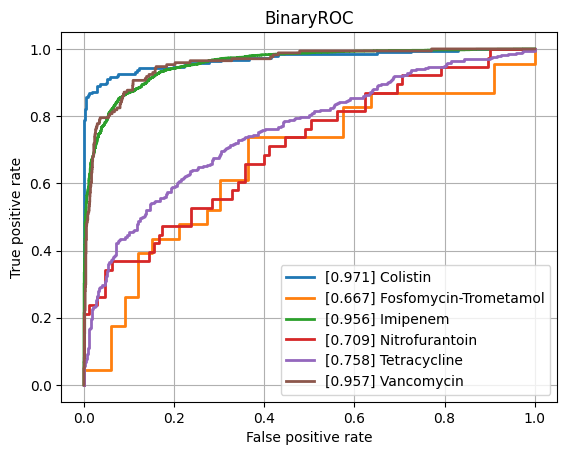 BinaryROC
True positive rate
1.0
0.8
0.6
0.4
0.2
0.0
[0.971] Colistin
[0.667] Fosfomycin-Trometamol
[0.956] Imipenem
[0.709] Nitrofurantoin
[0.758] Tetracycline
[0.957] Vancomycin
0.0 0.2 0.4 0.6 0.8 1.0
False positive rate